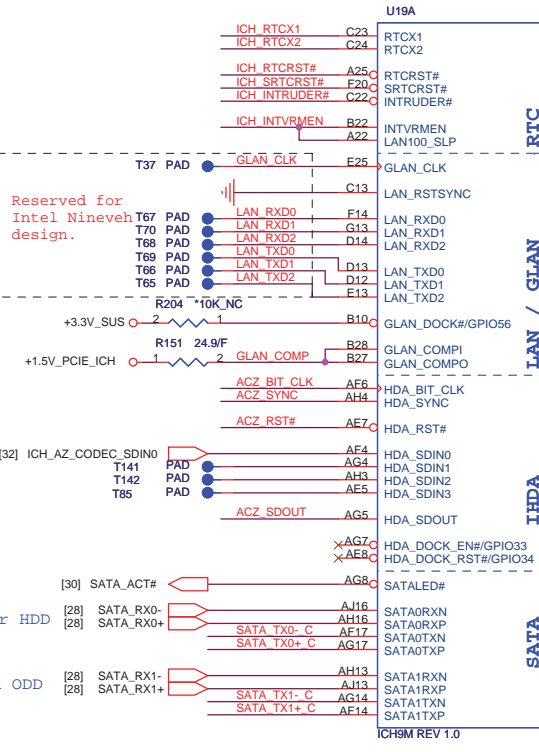 U19A
ICH_RTCX1 C23 RTCX1
ICH_RTCX2 C24 RTCX2
ICH_RTCRST# A25 RTCRST#
ICH_SRTCRST# F20 SRTCRST#
ICH_INTRUDER# C22 INTRUDER#
ICH_INTVRMEN B22 INTVRMEN
A22 LAN100_SLP
RTC
T37 PAD GLAN_CLK E25 GLAN_CLK
C13 LAN_RSTSYNC
Reserved for
Intel Nineveh
design.
T67 PAD LAN_RXD0 F14 LAN_RXD0
T70 PAD LAN_RXD1 G13 LAN_RXD1
T68 PAD LAN_RXD2 D14 LAN_RXD2
T69 PAD LAN_TXD0 D13 LAN_TXD0
T66 PAD LAN_TXD1 D12 LAN_TXD1
T65 PAD LAN_TXD2 E13 LAN_TXD2
LAN / GLAN
R204 *10K_NC
+3.3V_SUS 2 1 B10 GLAN_DOCK#/GPIO56
R151 24.9/F
+1.5V_PCIE_ICH 1 2 GLAN_COMP B28 GLAN_COMPI
B27 GLAN_COMPO
ACZ_BIT_CLK AF6 HDA_BIT_CLK
ACZ_SYNC AH4 HDA_SYNC
ACZ_RST# AE7 HDA_RST#
[32] ICH_AZ_CODEC_SDIN0 AF4 HDA_SDIN0
T141 PAD AG4 HDA_SDIN1
T142 PAD AH3 HDA_SDIN2
T85 PAD AE5 HDA_SDIN3
IHDA
ACZ_SDOUT AG5 HDA_SDOUT
AG7 HDA_DOCK_EN#/GPIO33
AE8 HDA_DOCK_RST#/GPIO34
[30] SATA_ACT# AG8 SATALED#
[28] SATA_RX0- AJ16 SATA0RXN
r HDD [28] SATA_RX0+ AH16 SATA0RXP
SATA_TX0-_C AF17 SATA0TXN
SATA_TX0+_C AG17 SATA0TXP
SATA
[28] SATA_RX1- AH13 SATA1RXN
ODD [28] SATA_RX1+ AJ13 SATA1RXP
SATA_TX1-_C AG14 SATA1TXN
SATA_TX1+_C AF14 SATA1TXP
ICH9M REV 1.0